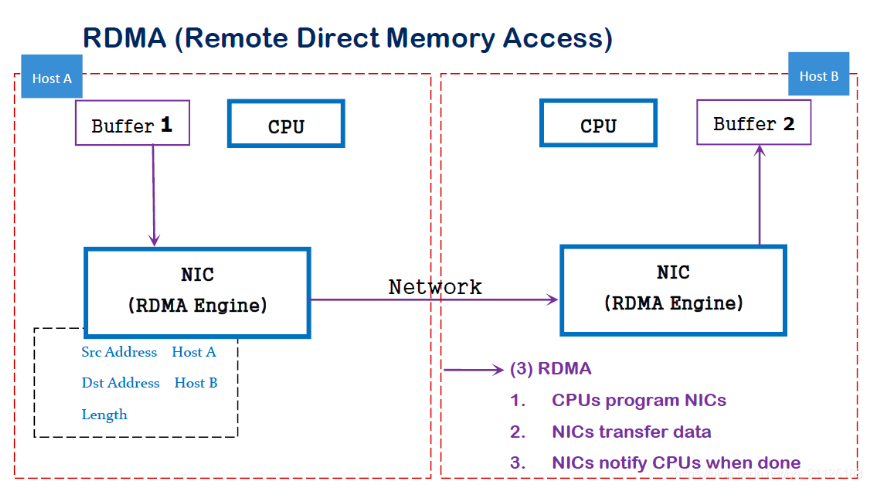 RDMA (Remote Direct Memory Access)
Host A
Host B
Buffer 1
CPU
CPU
Buffer 2
NIC
(RDMA Engine)
Network
NIC
(RDMA Engine)
Src Address Host A
Dst Address Host B
Length
(3) RDMA
1. CPUs program NICs
2. NICs transfer data
3. NICs notify CPUs when done